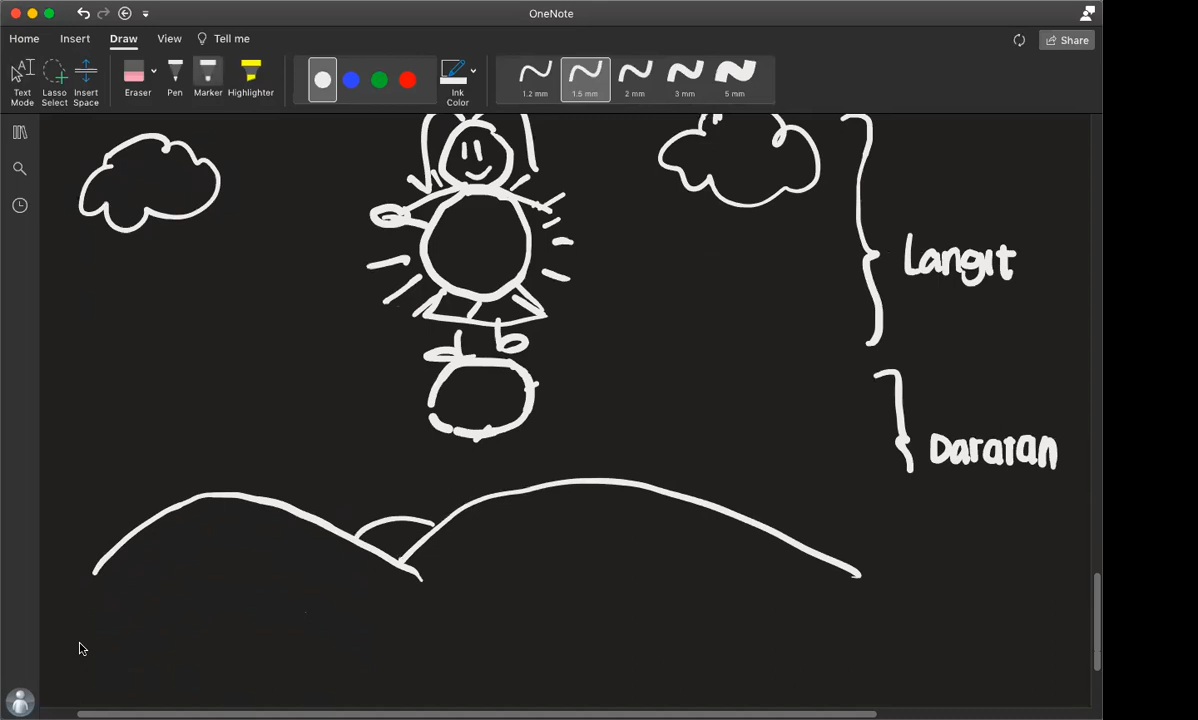 OneNote
Home Insert Draw View Tell me
Share
Text Mode
Lasso Select
Insert Space
Eraser
Pen
Marker
Highlighter
Ink Color
1.2 mm
1.5 mm
2 mm
3 mm
5 mm
Langit
Daratan